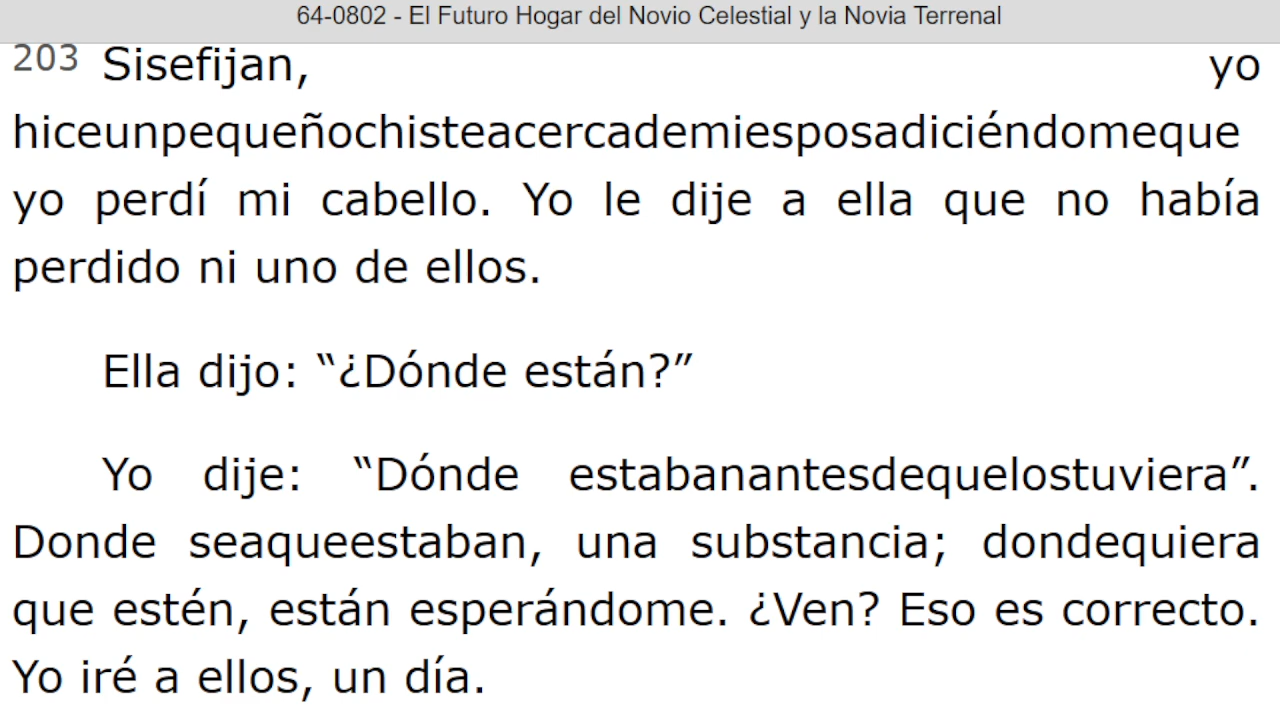 64-0802 - El Futuro Hogar del Novio Celestial y la Novia Terrenal
203 Sisefijan, yo
hiceunpequeñochisteacercademiesposadiciéndomeque
yo perdí mi cabello. Yo le dije a ella que no había
perdido ni uno de ellos.
Ella dijo: “¿Dónde están?”
Yo dije: “Dónde estabanantesdequelostuviera”.
Donde seaqueestaban, una substancia; dondequiera
que estén, están esperándome. ¿Ven? Eso es correcto.
Yo iré a ellos, un día.